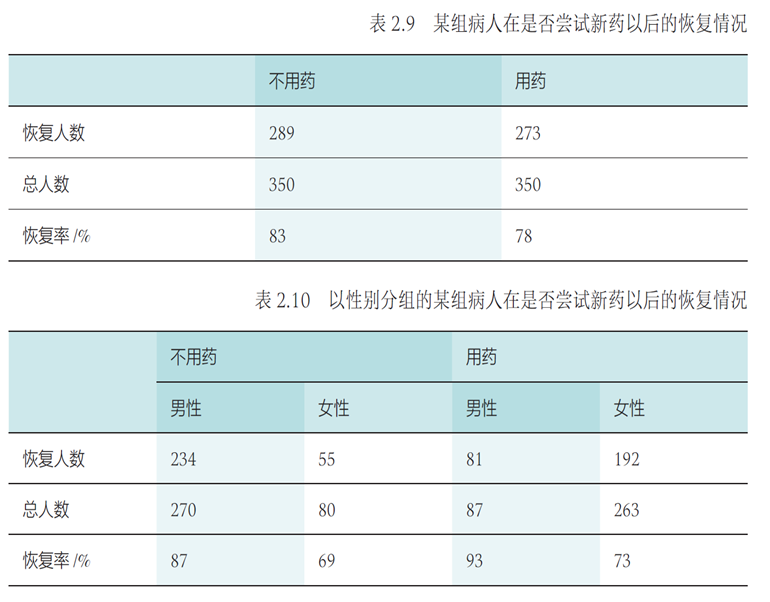 表 2.9 某组病人在是否尝试新药以后的恢复情况
不用药 用药
恢复人数 289 273
总人数 350 350
恢复率 /% 83 78
表 2.10 以性别分组的某组病人在是否尝试新药以后的恢复情况
不用药 用药
男性 女性 男性 女性
恢复人数 234 55 81 192
总人数 270 80 87 263
恢复率 /% 87 69 93 73